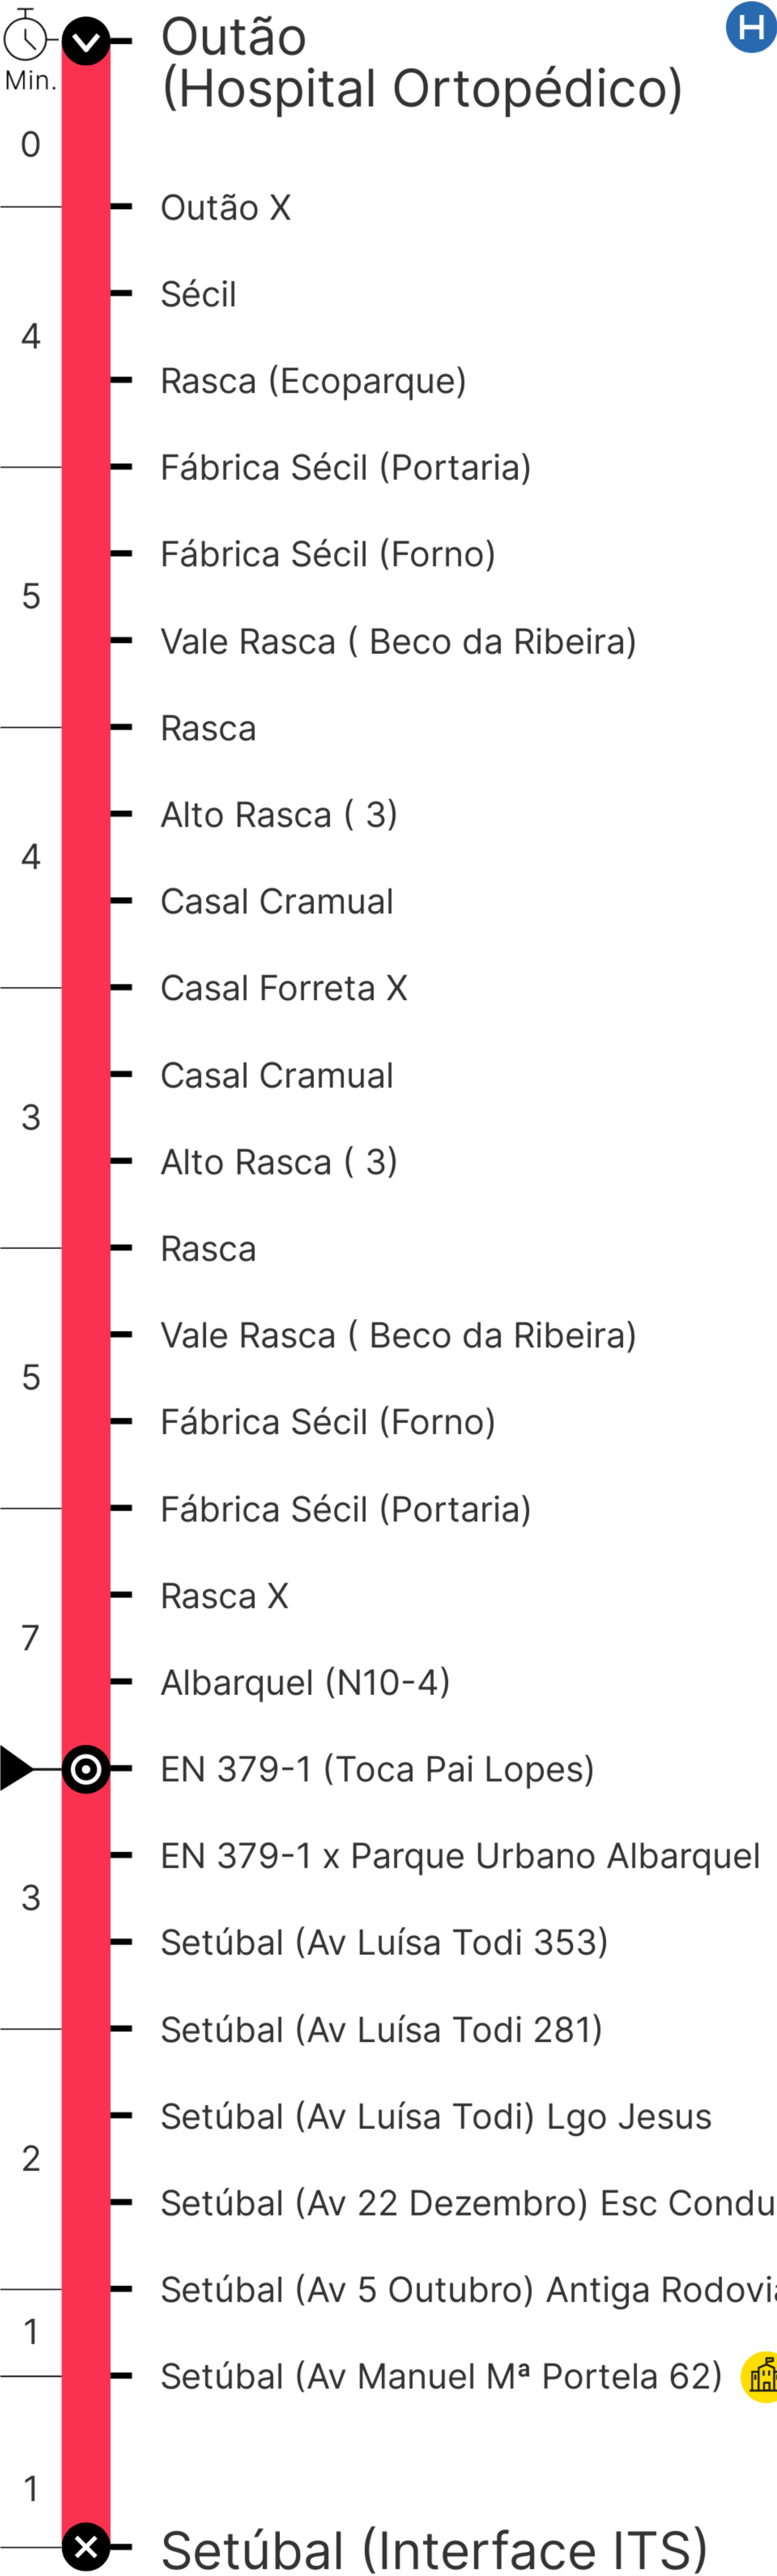 Outão
(Hospital Ortopédico)
H
Min.
0
Outão X
Sécil
4
Rasca (Ecoparque)
Fábrica Sécil (Portaria)
Fábrica Sécil (Forno)
5
Vale Rasca ( Beco da Ribeira)
Rasca
Alto Rasca ( 3)
4
Casal Cramual
Casal Forreta X
Casal Cramual
3
Alto Rasca ( 3)
Rasca
Vale Rasca ( Beco da Ribeira)
5
Fábrica Sécil (Forno)
Fábrica Sécil (Portaria)
Rasca X
7
Albarquel (N10-4)
EN 379-1 (Toca Pai Lopes)
EN 379-1 x Parque Urbano Albarquel
3
Setúbal (Av Luísa Todi 353)
Setúbal (Av Luísa Todi 281)
Setúbal (Av Luísa Todi) Lgo Jesus
2
Setúbal (Av 22 Dezembro) Esc Condu
Setúbal (Av 5 Outubro) Antiga Rodovia
1
Setúbal (Av Manuel Mª Portela 62)
1
Setúbal (Interface ITS)